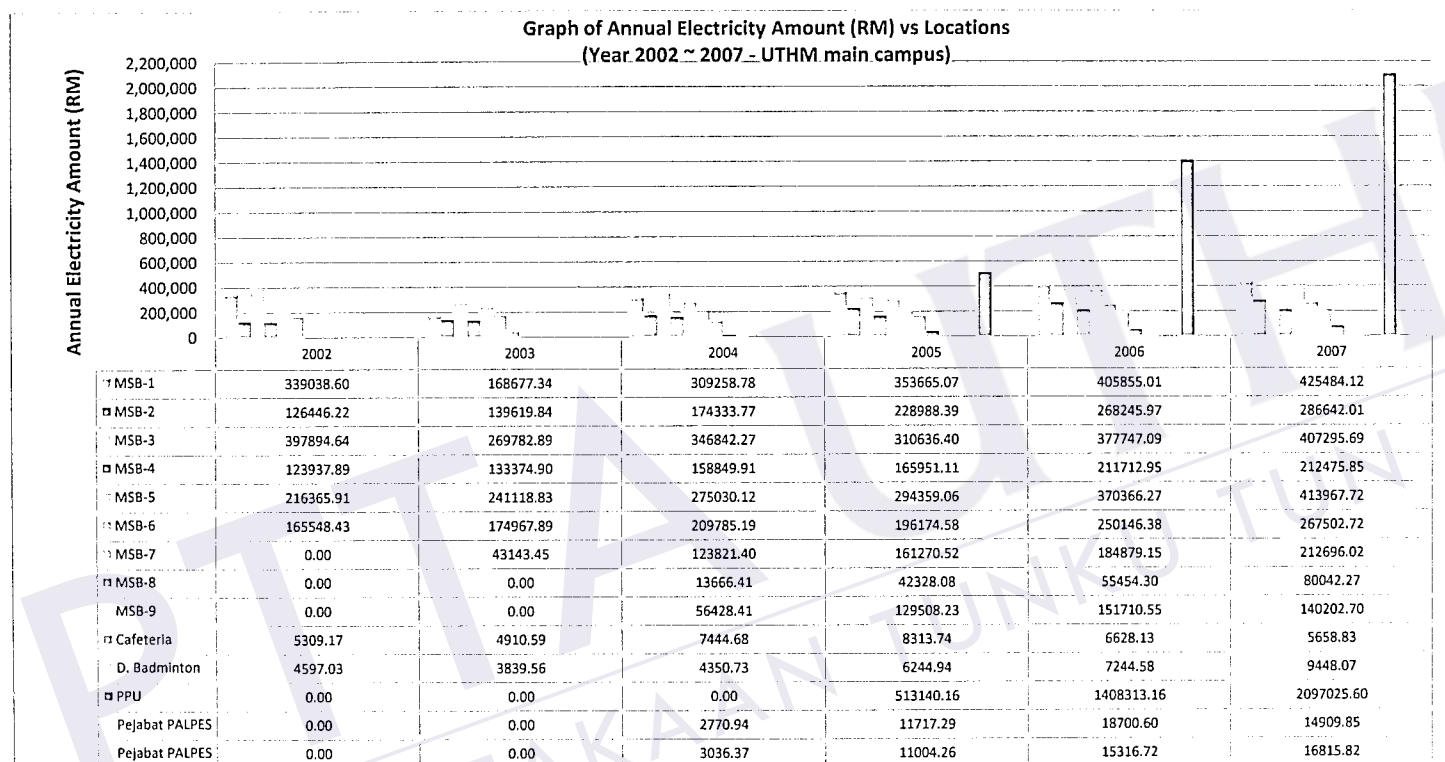 Graph of Annual Electricity Amount (RM) vs Locations
(Year 2002 ~ 2007 - UTHM main campus)
Annual Electricity Amount (RM)
2,200,000
2,000,000
1,800,000
1,600,000
1,400,000
1,200,000
1,000,000
800,000
600,000
400,000
200,000
0
2002 2003 2004 2005 2006 2007
MSB-1 339038.60 168677.34 309258.78 353665.07 405855.01 425484.12
MSB-2 126446.22 139619.84 174333.77 228988.39 268245.97 286642.01
MSB-3 397894.64 269782.89 346842.27 310636.40 377747.09 407295.69
MSB-4 123937.89 133374.90 158849.91 165951.11 211712.95 212475.85
MSB-5 216365.91 241118.83 275030.12 294359.06 370366.27 413967.72
MSB-6 165548.43 174967.89 209785.19 196174.58 250146.38 267502.72
MSB-7 0.00 43143.45 123821.40 161270.52 184879.15 212696.02
MSB-8 0.00 0.00 13666.41 42328.08 55454.30 80042.27
MSB-9 0.00 0.00 56428.41 129508.23 151710.55 140202.70
Cafeteria 5309.17 4910.59 7444.68 8313.74 6628.13 5658.83
D. Badminton 4597.03 3839.56 4350.73 6244.94 7244.58 9448.07
PPU 0.00 0.00 0.00 513140.16 1408313.16 2097025.60
Pejabat PALPES 0.00 0.00 2770.94 11717.29 18700.60 14909.85
Pejabat PALPES 0.00 0.00 3036.37 11004.26 15316.72 16815.82
PTTA UTH
TAKAAN TUNKU TUN